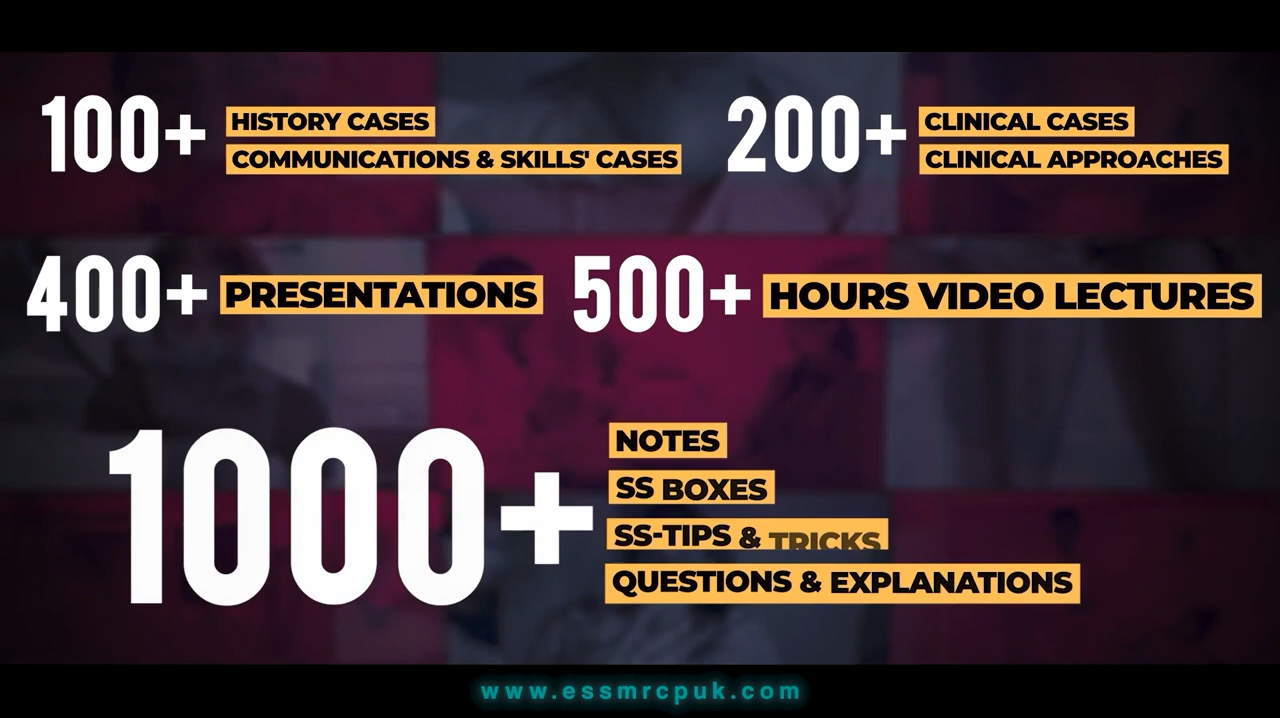 100+ HISTORY CASES
COMMUNICATIONS & SKILLS' CASES
200+ CLINICAL CASES
CLINICAL APPROACHES
400+ PRESENTATIONS
500+ HOURS VIDEO LECTURES
1000+
NOTES
SS BOXES
SS-TIPS & TRICKS
QUESTIONS & EXPLANATIONS
www.essmrcpuk.com